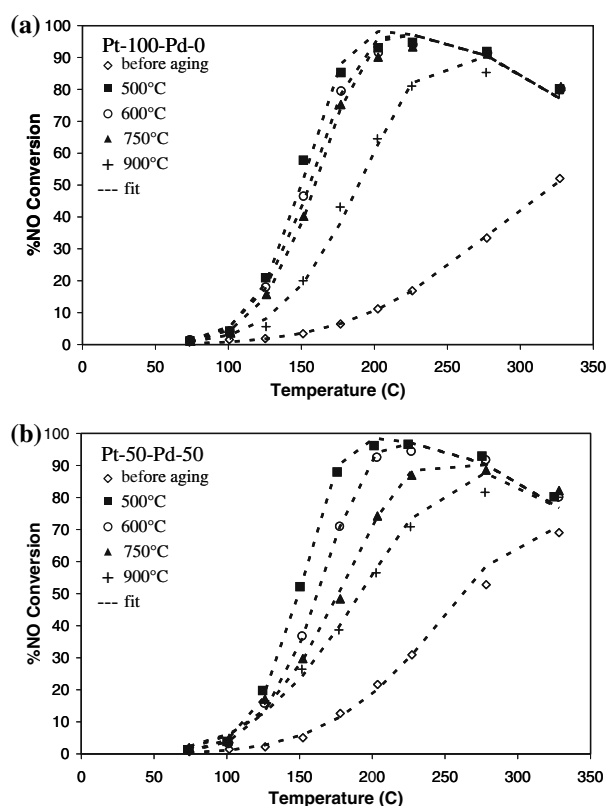 (a)
Pt-100-Pd-0
before aging
500°C
600°C
750°C
900°C
--- fit
%NO Conversion
100
90
80
70
60
50
40
30
20
10
0
0 50 100 150 200 250 300 350
Temperature (C)
(b)
Pt-50-Pd-50
before aging
500°C
600°C
750°C
900°C
--- fit
%NO Conversion
100
90
80
70
60
50
40
30
20
10
0
0 50 100 150 200 250 300 350
Temperature (C)